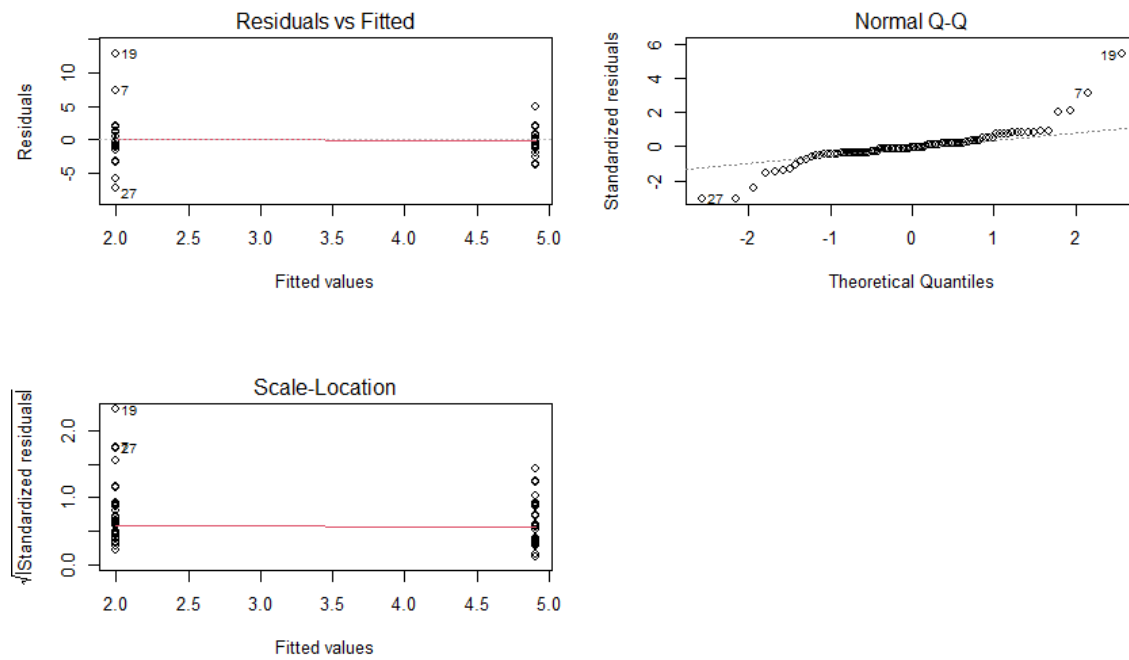 Residuals vs Fitted
Residuals
10
5
0
-5
19
7
27
2.0 2.5 3.0 3.5 4.0 4.5 5.0
Fitted values
Normal Q-Q
Standardized residuals
6
4
2
0
-2
19
7
27
-2 -1 0 1 2
Theoretical Quantiles
Scale-Location
√|Standardized residuals|
2.0
1.0
0.0
19
27
2.0 2.5 3.0 3.5 4.0 4.5 5.0
Fitted values